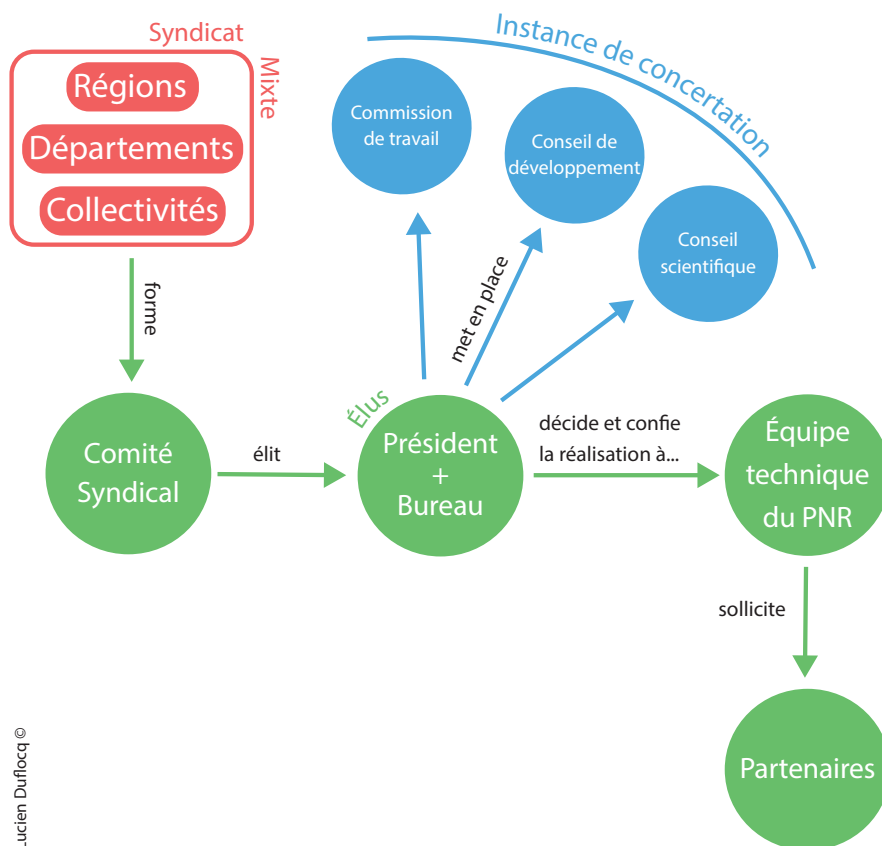 Syndicat
Mixte
Régions
Départements
Collectivités
Instance de concertation
Commission
de travail
Conseil de
développement
Conseil
scientifique
forme
met en place
Élus
Comité
Syndical
élit
Président
+
Bureau
décide et confie
la réalisation à...
Équipe
technique
du PNR
sollicite
Partenaires
Lucien Duflocq ©